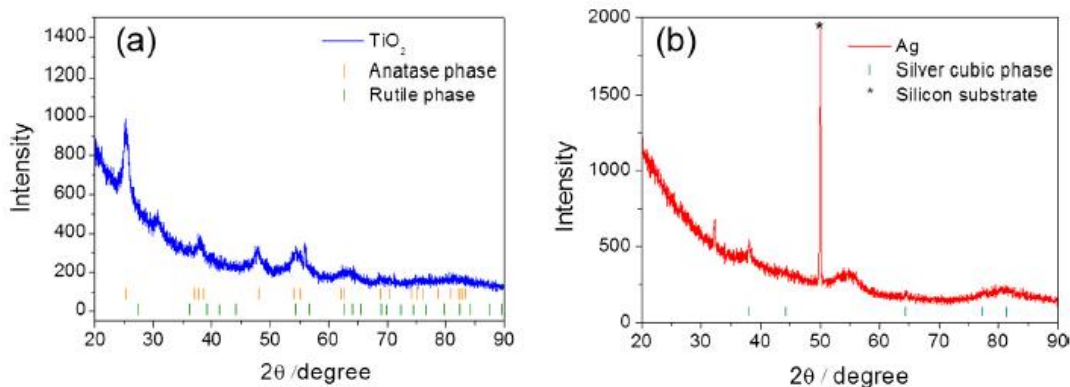 (a)
TiO₂
Anatase phase
Rutile phase
1400
1200
1000
800
600
400
200
0
Intensity
20 30 40 50 60 70 80 90
2θ /degree
(b)
Ag
Silver cubic phase
* Silicon substrate
*
2000
1500
1000
500
0
Intensity
20 30 40 50 60 70 80 90
2θ /degree